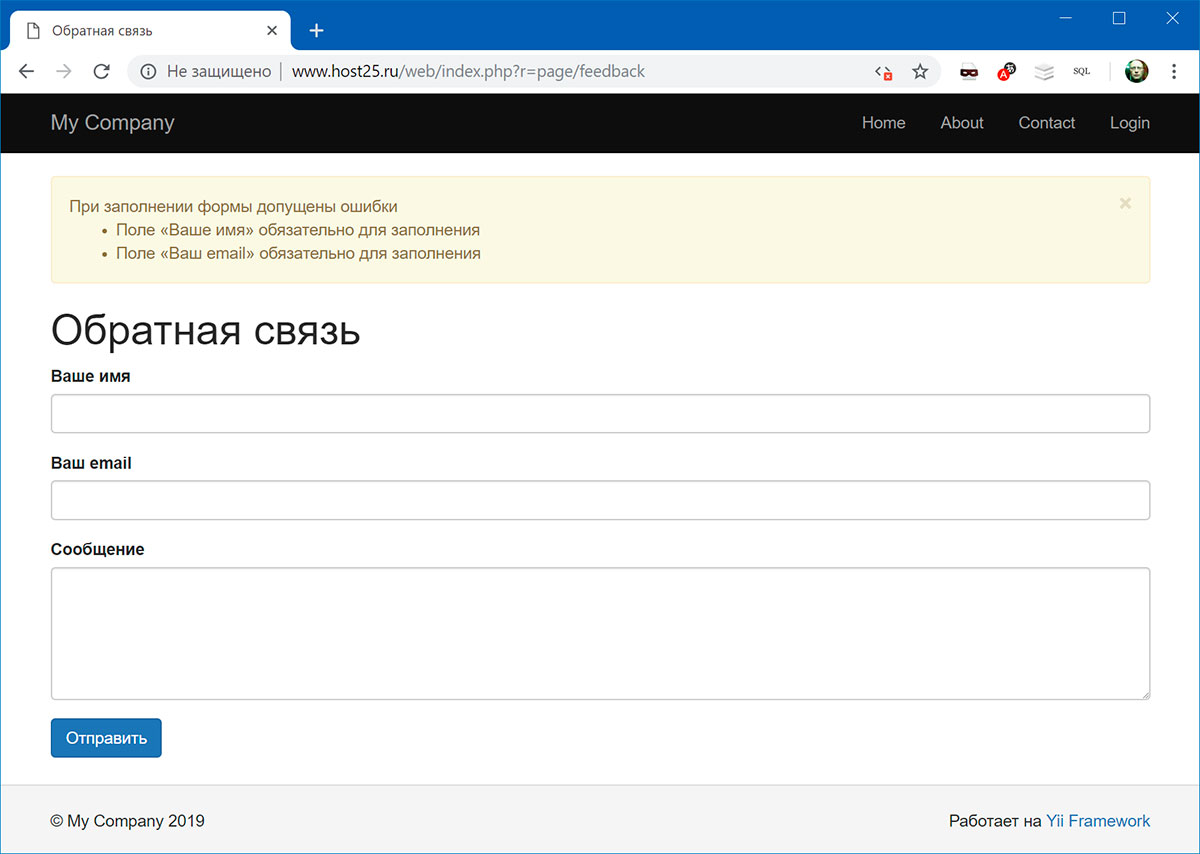 Обратная связь
Не защищено
www.host25.ru/web/index.php?r=page/feedback
SQL
My Company
Home
About
Contact
Login
При заполнении формы допущены ошибки
• Поле «Ваше имя» обязательно для заполнения
• Поле «Ваш email» обязательно для заполнения
Обратная связь
Ваше имя
Ваш email
Сообщение
Отправить
© My Company 2019
Работает на Yii Framework